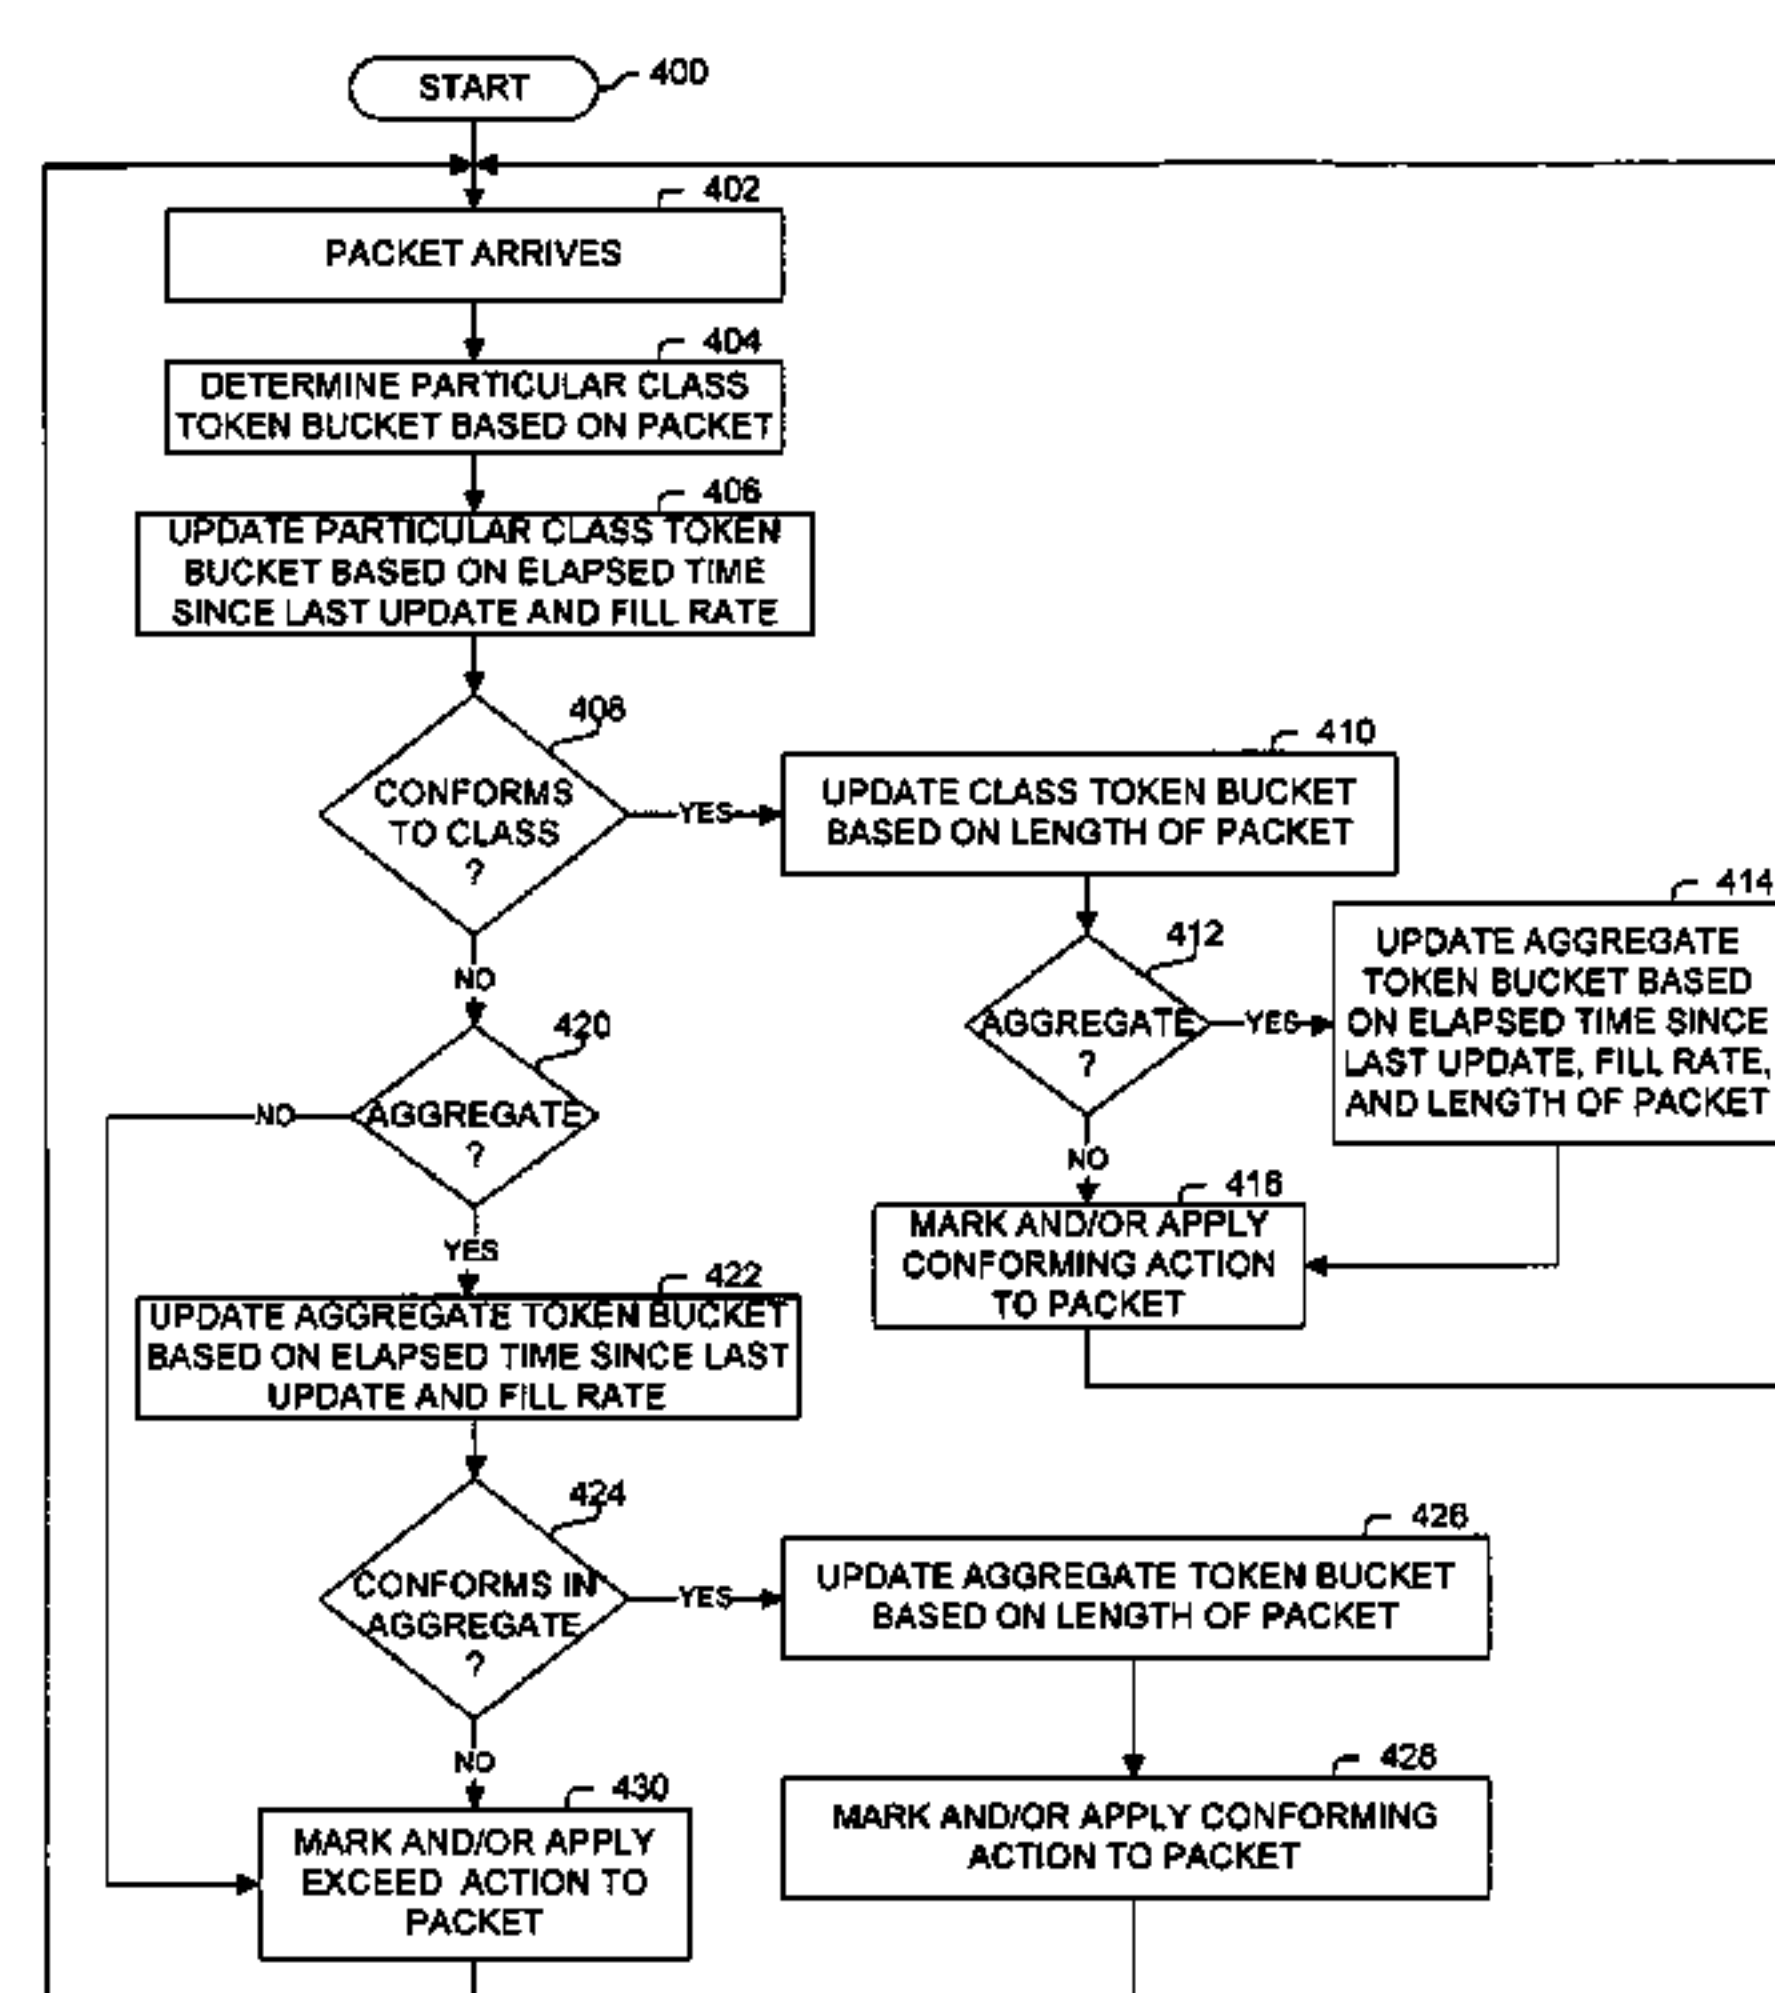 START
400
402
PACKET ARRIVES
404
DETERMINE PARTICULAR CLASS
TOKEN BUCKET BASED ON PACKET
406
UPDATE PARTICULAR CLASS TOKEN
BUCKET BASED ON ELAPSED TIME
SINCE LAST UPDATE AND FILL RATE
408
CONFORMS
TO CLASS
?
YES
410
UPDATE CLASS TOKEN BUCKET
BASED ON LENGTH OF PACKET
412
AGGREGATE
?
YES
414
UPDATE AGGREGATE
TOKEN BUCKET BASED
ON ELAPSED TIME SINCE
LAST UPDATE, FILL RATE,
AND LENGTH OF PACKET
NO
416
MARK AND/OR APPLY
CONFORMING ACTION
TO PACKET
NO
420
AGGREGATE
?
NO
YES
422
UPDATE AGGREGATE TOKEN BUCKET
BASED ON ELAPSED TIME SINCE LAST
UPDATE AND FILL RATE
424
CONFORMS IN
AGGREGATE
?
YES
426
UPDATE AGGREGATE TOKEN BUCKET
BASED ON LENGTH OF PACKET
428
MARK AND/OR APPLY CONFORMING
ACTION TO PACKET
NO
430
MARK AND/OR APPLY
EXCEED ACTION TO
PACKET